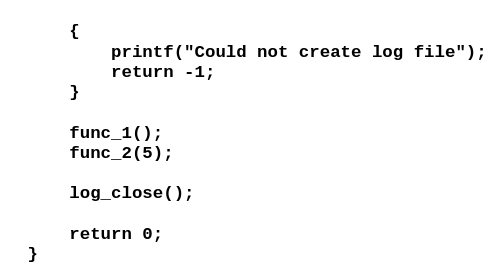 {
        printf("Could not create log file");
        return -1;
    }

    func_1();
    func_2(5);

    log_close();

    return 0;
}